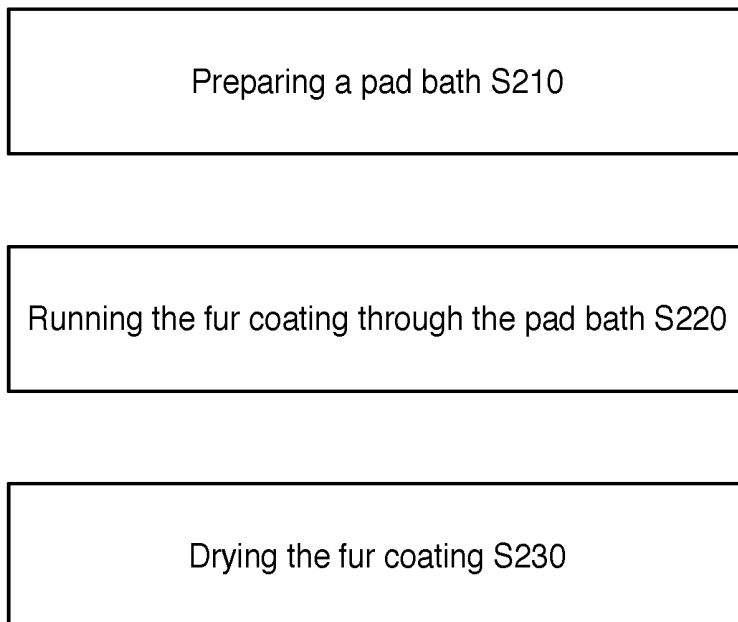 Preparing a pad bath S210
Running the fur coating through the pad bath S220
Drying the fur coating S230